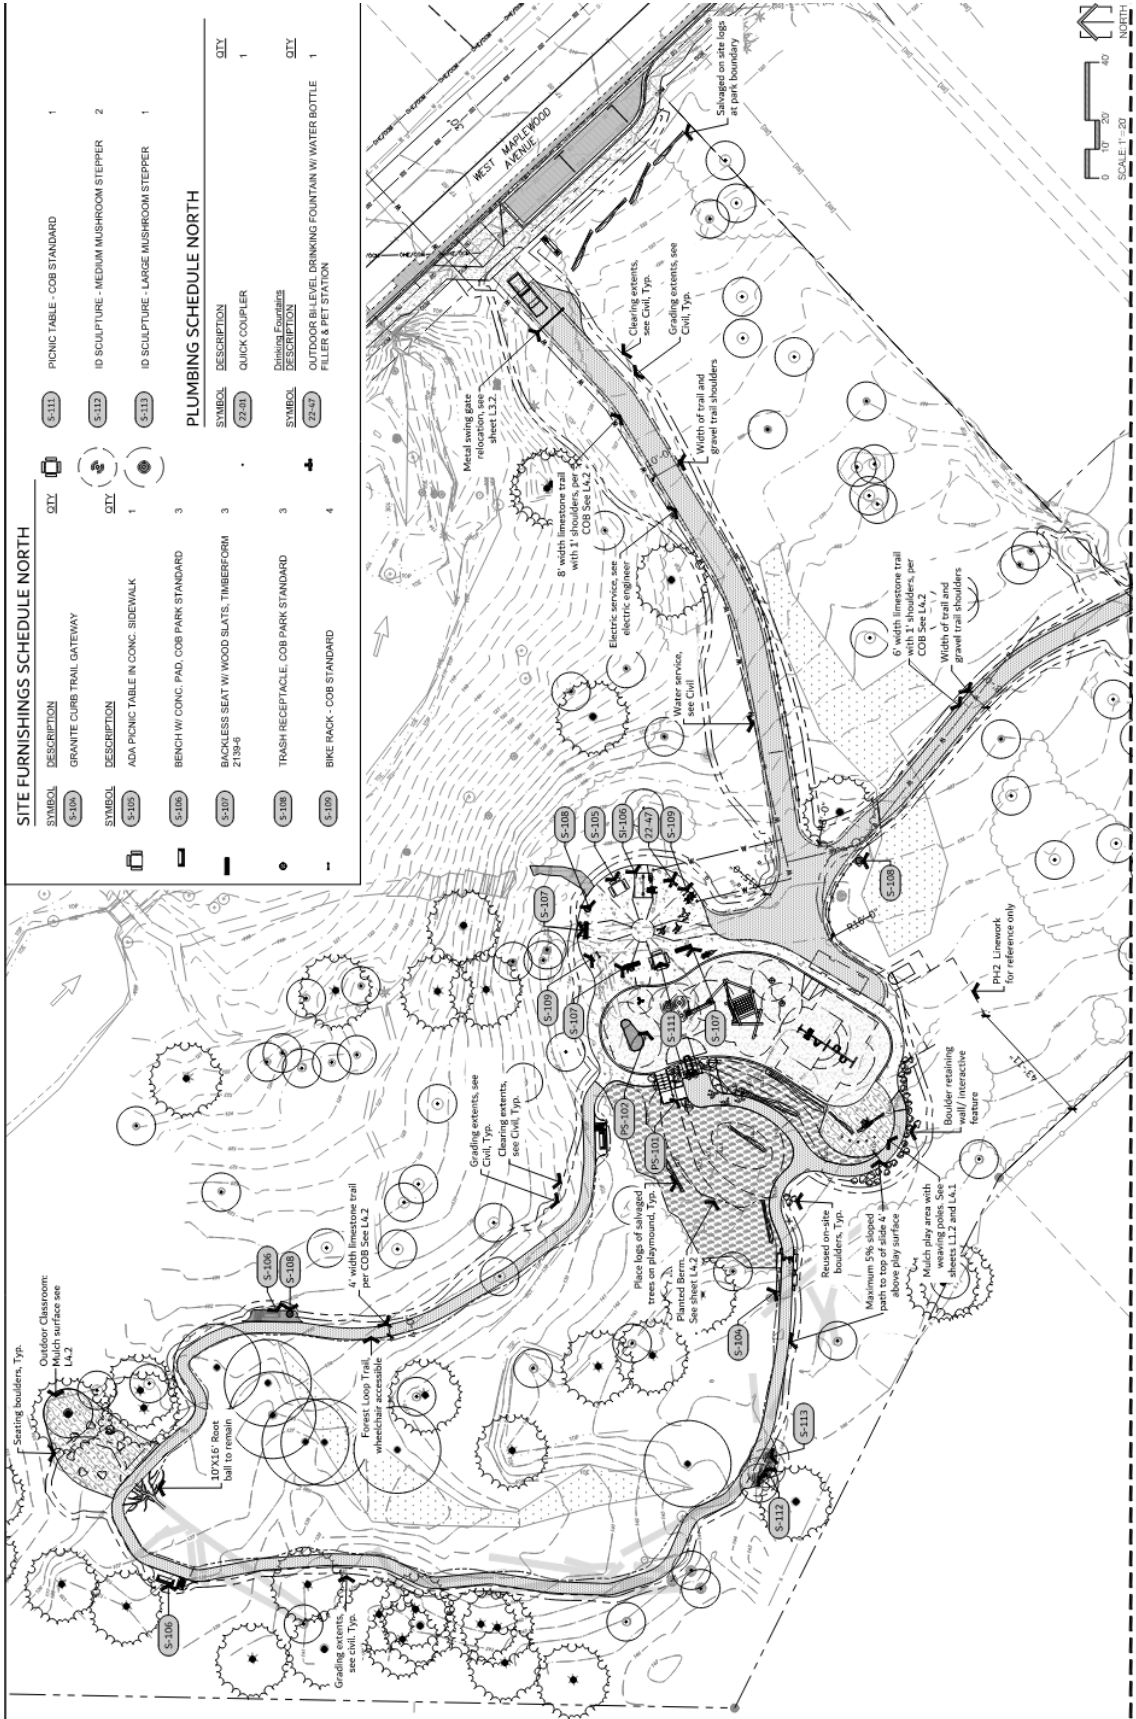 SITE FURNISHINGS SCHEDULE NORTH
SYMBOL DESCRIPTION QTY
S-104 GRANITE CURB TRAIL GATEWAY
SYMBOL DESCRIPTION QTY
S-105 ADA PICNIC TABLE IN CONC. SIDEWALK 1
S-106 BENCH W/ CONC. PAD, COB PARK STANDARD 3
S-107 BACKLESS SEAT W/ WOOD SLATS, TIMBERFORM 3
2139-6
S-108 TRASH RECEPTACLE, COB PARK STANDARD 3
S-109 BIKE RACK - COB STANDARD 4
S-111 PICNIC TABLE - COB STANDARD 1
S-112 ID SCULPTURE - MEDIUM MUSHROOM STEPPER 2
S-113 ID SCULPTURE - LARGE MUSHROOM STEPPER 1
PLUMBING SCHEDULE NORTH
SYMBOL DESCRIPTION QTY
22-01 QUICK COUPLER 1
Drinking Fountains
SYMBOL DESCRIPTION QTY
22-47 OUTDOOR BI-LEVEL DRINKING FOUNTAIN W/ WATER BOTTLE 1
FILLER & PET STATION
WEST MAPLEWOOD
AVENUE
Salvaged on site logs
at park boundary
Metal swing gate
relocation, see
sheet L3.2.
Clearing extents,
see Civil, Typ.
Grading extents, see
Civil, Typ.
8' width limestone trail
with 1' shoulders, per
COB See L4.2
Width of trail and
gravel trail shoulders
Electric service, see
electric engineer
Water service,
see Civil
6' width limestone trail
with 1' shoulders, per
COB See L4.2
Width of trail and
gravel trail shoulders
S-108
S-105
SI-106
22-47
S-109
S-107
S-108
S-109
S-107
S-111
S-107
PS-102
PS-101
R16'-0"
PH2 Linework
for reference only
43'-11"
Boulder retaining
wall/ interactive
feature
Mulch play area with
weaving poles. See
sheets L1.2 and L4.1
Maximum 5% sloped
path to top of slide 4'
above play surface
Reused on-site
boulders, Typ.
Grading extents, see
Civil, Typ.
Clearing extents,
see Civil, Typ.
Place logs of salvaged
trees on playmound, Typ.
Planted Berm.
See sheet L4.2
S-104
S-106
S-108
4' width limestone trail
per COB See L4.2
Forest Loop Trail,
wheelchair accessible
Outdoor Classroom:
Mulch surface see
L4.2
Seating boulders, Typ.
10'X16' Root
ball to remain
S-106
Grading extents,
see civil, Typ.
S-113
S-112
0 10' 20' 40'
SCALE: 1" = 20'
NORTH